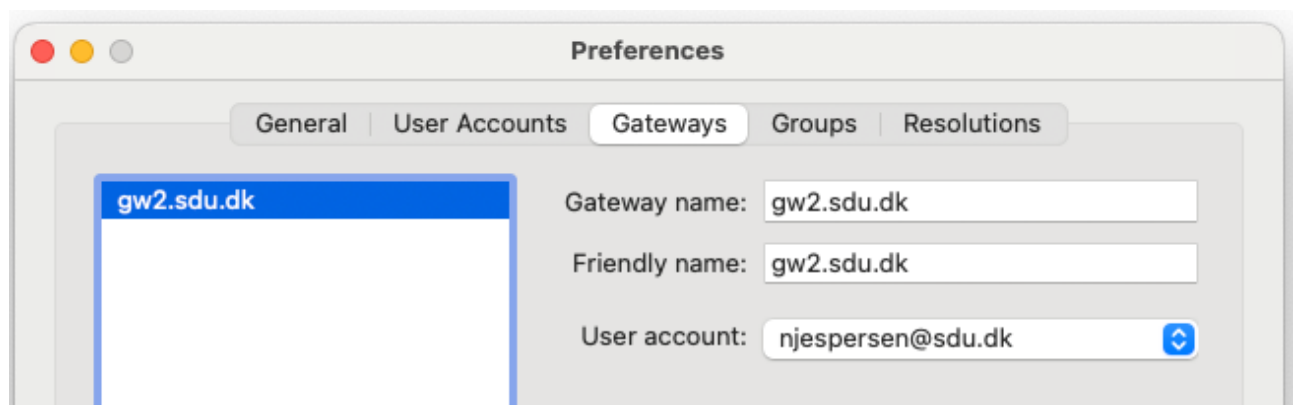 Preferences
General User Accounts Gateways Groups Resolutions
gw2.sdu.dk
Gateway name: gw2.sdu.dk
Friendly name: gw2.sdu.dk
User account: njespersen@sdu.dk